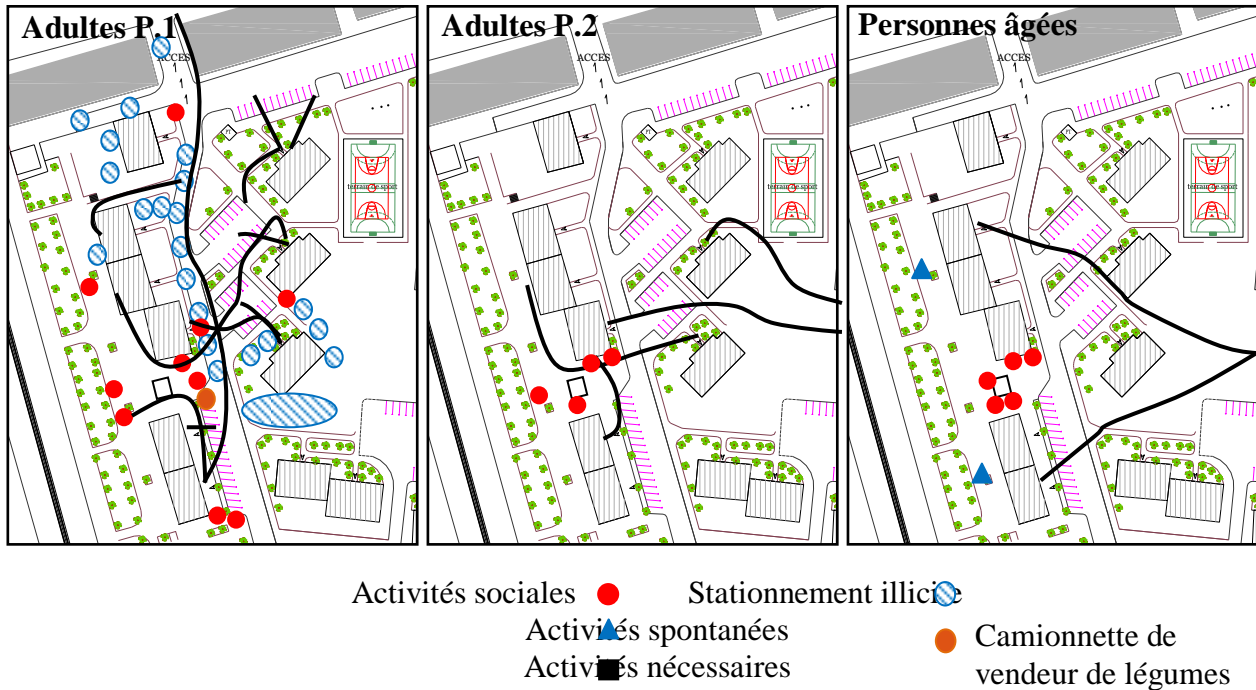 Adultes P.1
Adultes P.2
Personnes âgées
ACCES
ACCES
ACCES
terrain de sport
terrain de sport
terrain de sport
Activités sociales
Stationnement illicite
Activités spontanées
Activités nécessaires
Camionnette de
vendeur de légumes